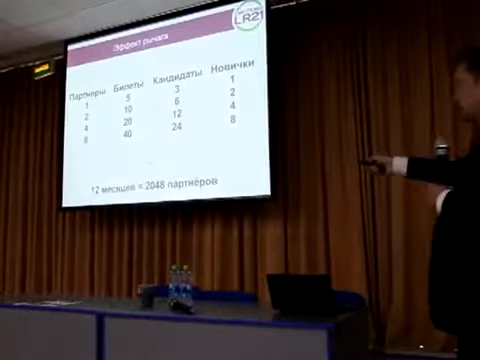 LR21
Эффект рычага
Партнеры Билеты Кандидаты Новички
1 5 3 1
2 10 6 2
4 20 12 4
8 40 24 8
12 месяцев = 2048 партнёров